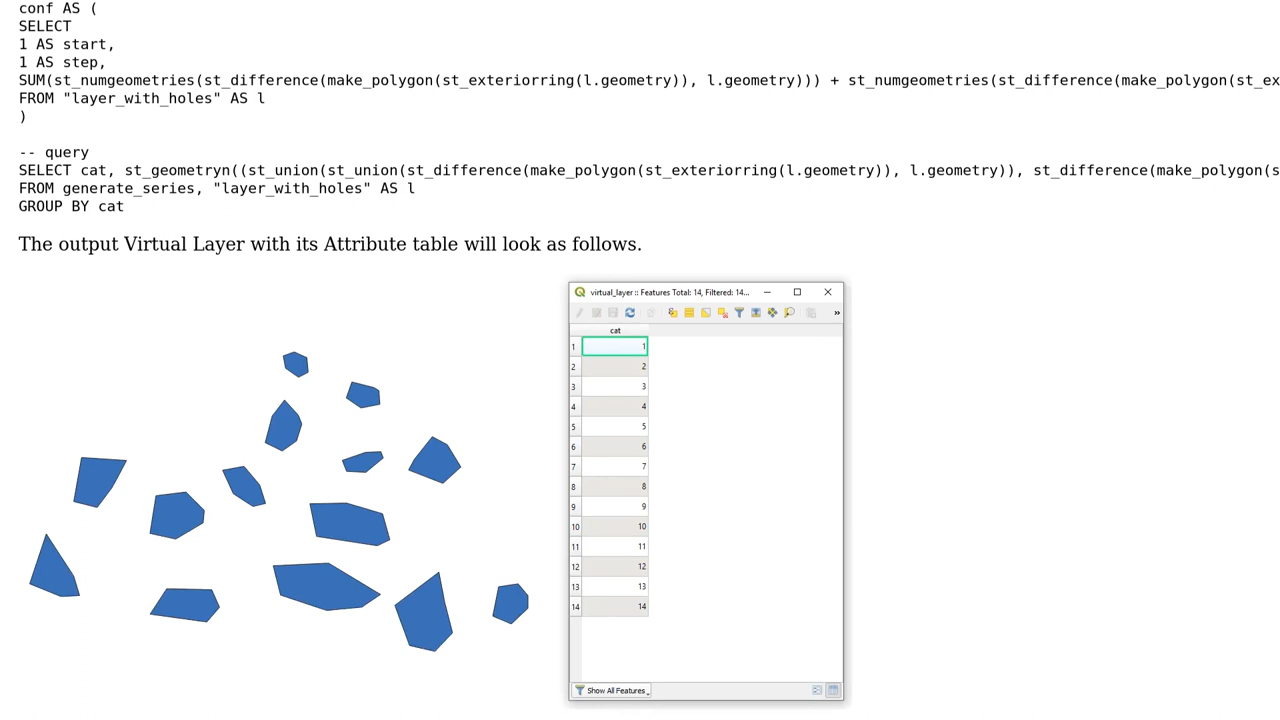 conf AS (
SELECT
1 AS start,
1 AS step,
SUM(st_numgeometries(st_difference(make_polygon(st_exteriorring(l.geometry)), l.geometry))) + st_numgeometries(st_difference(make_polygon(st_ex
FROM "layer_with_holes" AS l
)
-- query
SELECT cat, st_geometryn((st_union(st_union(st_difference(make_polygon(st_exteriorring(l.geometry)), l.geometry)), st_difference(make_polygon(s
FROM generate_series, "layer_with_holes" AS l
GROUP BY cat
The output Virtual Layer with its Attribute table will look as follows.
virtual_layer :: Features Total: 14, Filtered: 14...
cat
1 1
2 2
3 3
4 4
5 5
6 6
7 7
8 8
9 9
10 10
11 11
12 12
13 13
14 14
Show All Features